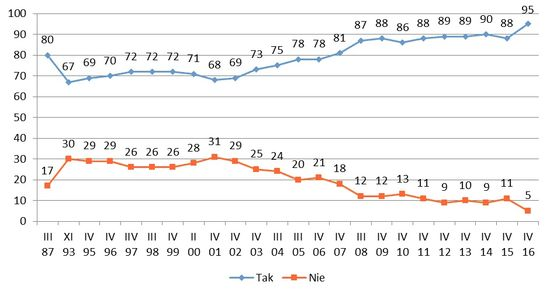 100
90
80
70
60
50
40
30
20
10
0
80 67 69 70 72 72 72 71 68 69 73 75 78 78 81 87 88 86 88 89 89 90 88 95
17 30 29 29 26 26 26 28 31 29 25 24 20 21 18 12 12 13 11 9 10 9 11 5
III XI IV IV IIV III IV II IV IV IV III III IV IV III IV IV IV IV IV IV IV IV
87 93 95 96 97 98 99 00 01 02 03 04 05 06 07 08 09 10 11 12 13 14 15 16
Tak Nie